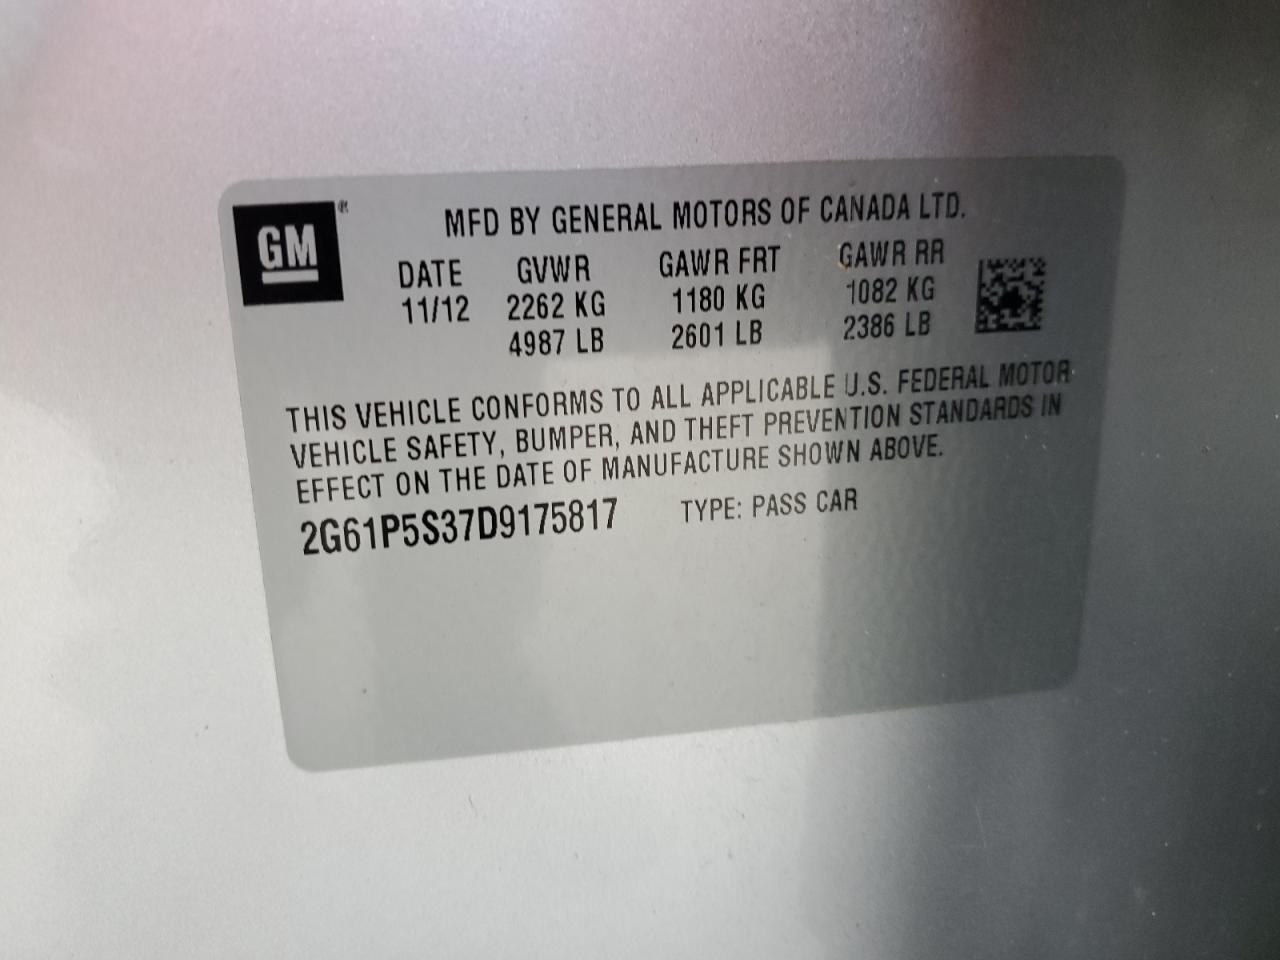 GM ®
MFD BY GENERAL MOTORS OF CANADA LTD.
DATE GVWR GAWR FRT GAWR RR
11/12 2262 KG 1180 KG 1082 KG
4987 LB 2601 LB 2386 LB
THIS VEHICLE CONFORMS TO ALL APPLICABLE U.S. FEDERAL MOTOR
VEHICLE SAFETY, BUMPER, AND THEFT PREVENTION STANDARDS IN
EFFECT ON THE DATE OF MANUFACTURE SHOWN ABOVE.
2G61P5S37D9175817 TYPE: PASS CAR